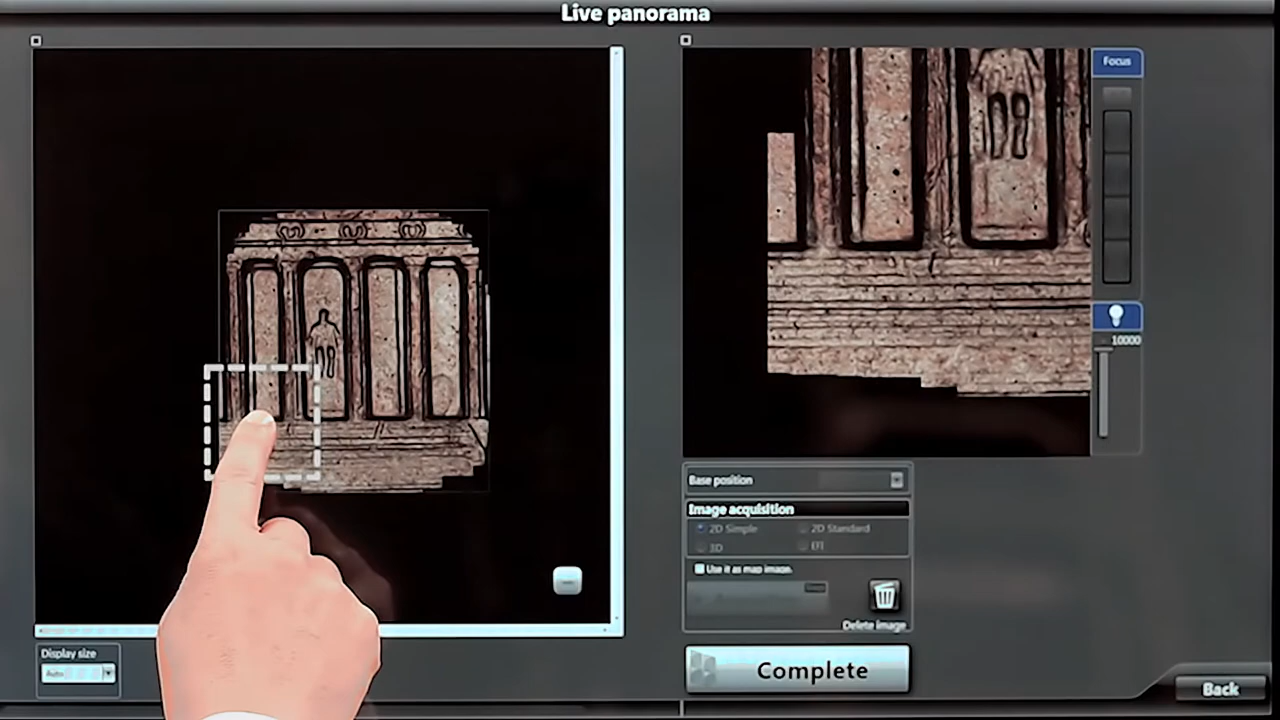 Live panorama
Focus
10000
Base position
Image acquisition
2D Simple
2D Standard
3D
EFI
Use it as map image.
Delete image
Display size
Auto
Complete
Back